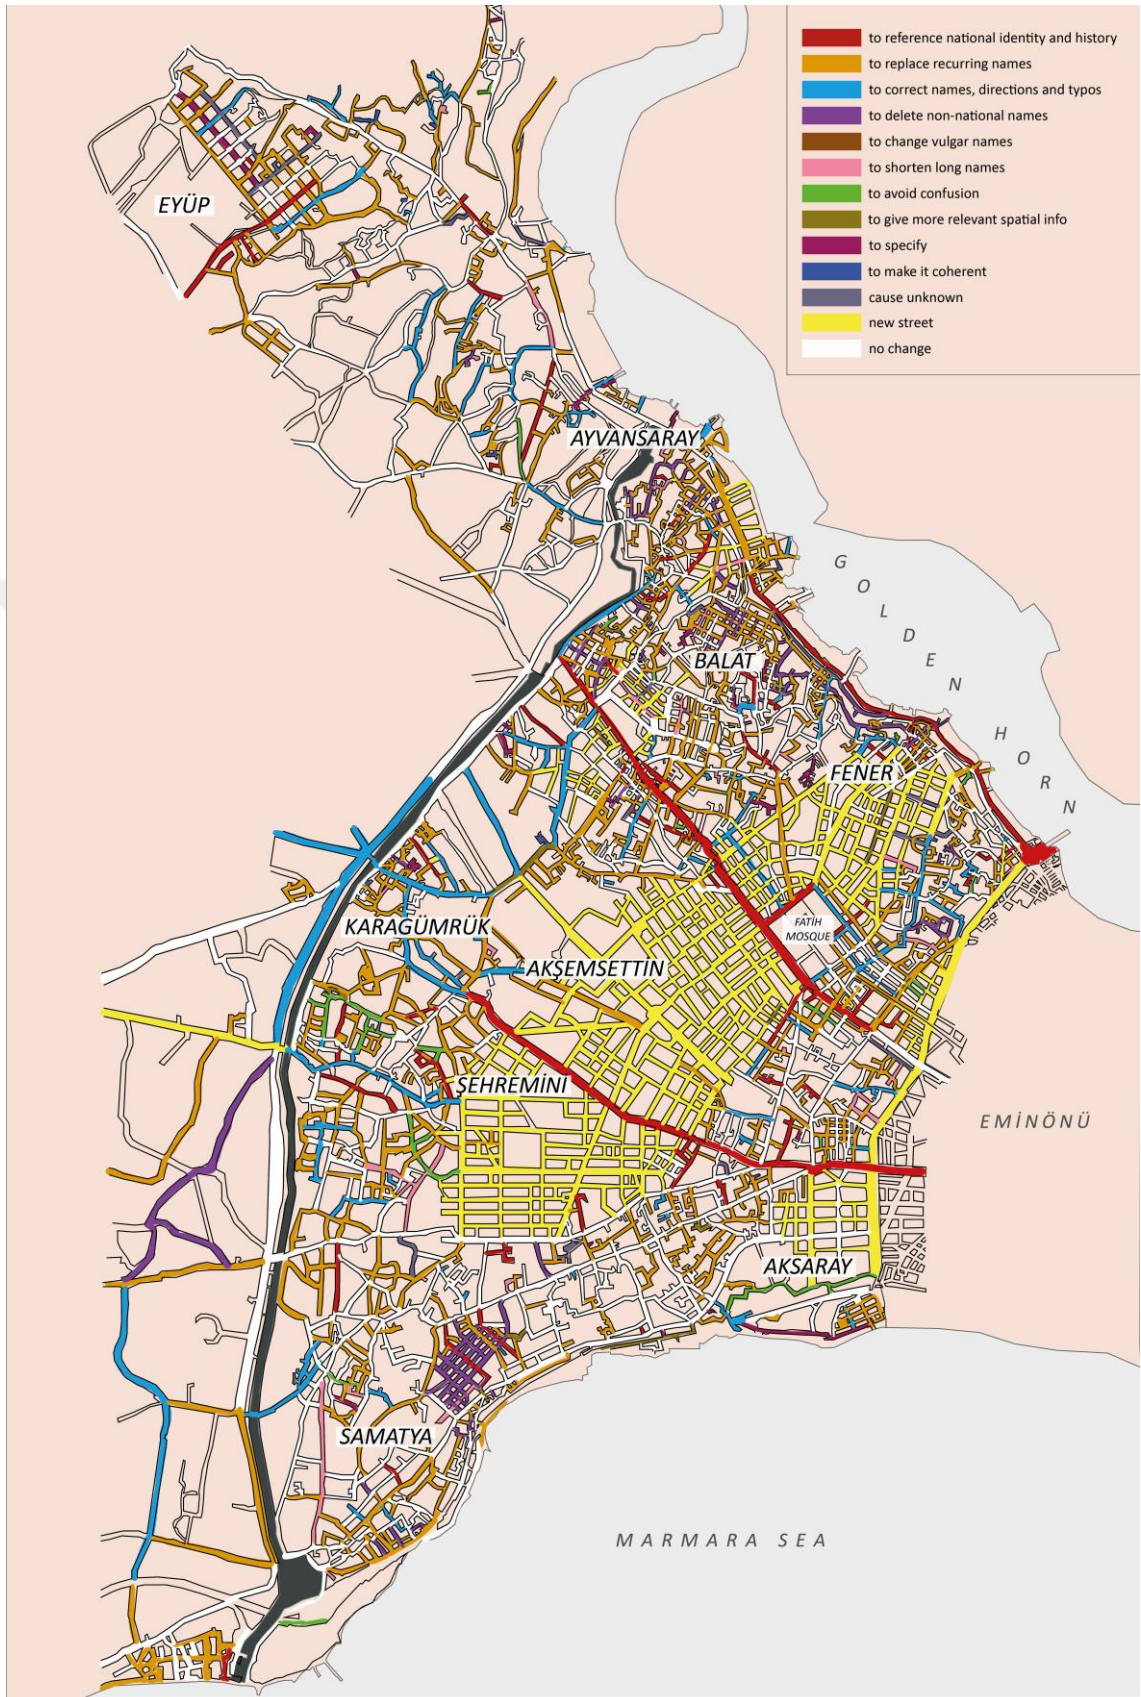 to reference national identity and history
to replace recurring names
to correct names, directions and typos
to delete non-national names
to change vulgar names
to shorten long names
to avoid confusion
to give more relevant spatial info
to specify
to make it coherent
cause unknown
new street
no change
EYÜP
AYVANSARAY
GOLDEN HORN
BALAT
FENER
KARAGÜMRÜK
FÂTİH
MOSQUE
AKŞEMSETTİN
ŞEHREMİNİ
EMİNÖNÜ
AKSARAY
SAMATYA
MARMARA SEA